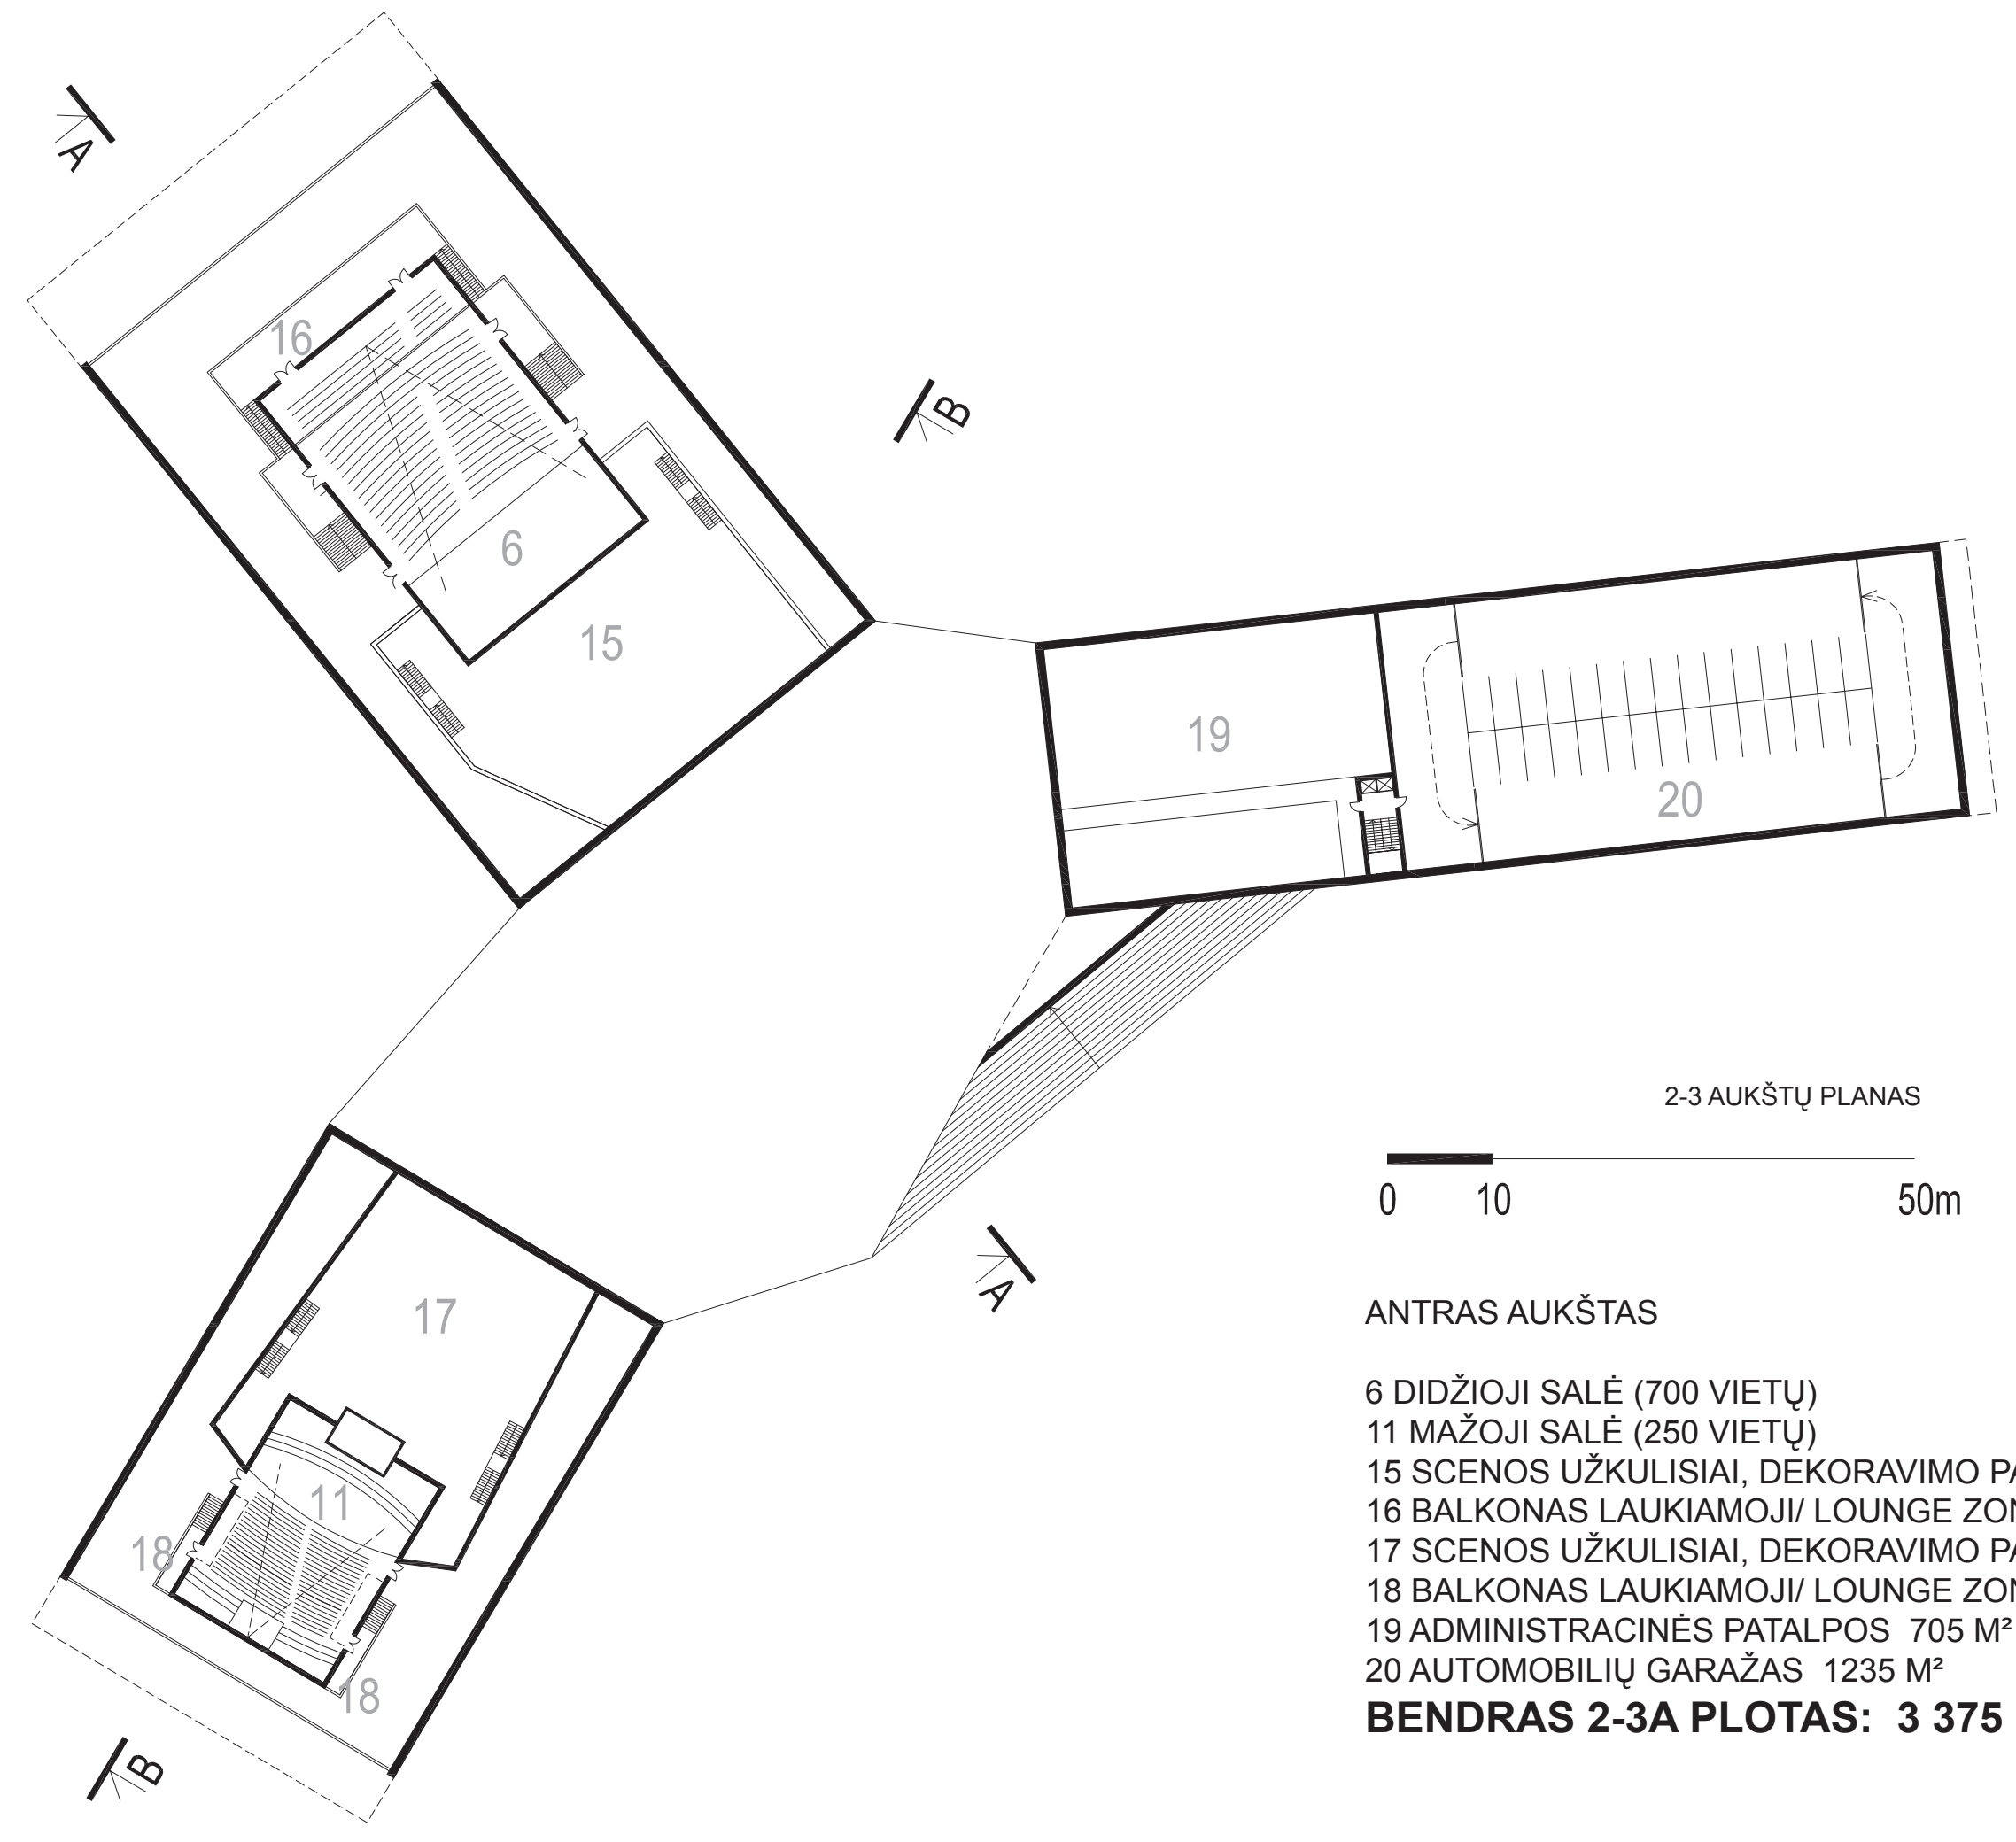 A
16
B
6
15
19
20
2-3 AUKŠTŲ PLANAS
0 10 50m
A
17
11
18
18
B
ANTRAS AUKŠTAS
6 DIDŽIOJI SALĖ (700 VIETŲ)
11 MAŽOJI SALĖ (250 VIETŲ)
15 SCENOS UŽKULISIAI, DEKORAVIMO
16 BALKONAS LAUKIAMOJI/ LOUNGE
17 SCENOS UŽKULISIAI, DEKORAVIMO
18 BALKONAS LAUKIAMOJI/ LOUNGE
19 ADMINISTRACINĖS PATALPOS 705 M²
20 AUTOMOBILIŲ GARAŽAS 1235 M²
BENDRAS 2-3A PLOTAS: 3 375